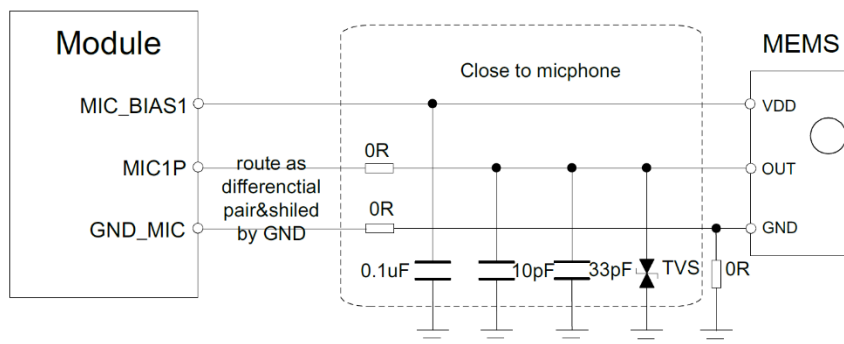 Module
MEMS
Close to micphone
MIC_BIAS1
VDD
MIC1P
route as
differenctial
pair&shiled
by GND
0R
OUT
GND_MIC
0R
GND
0.1uF
10pF
33pF
TVS
0R